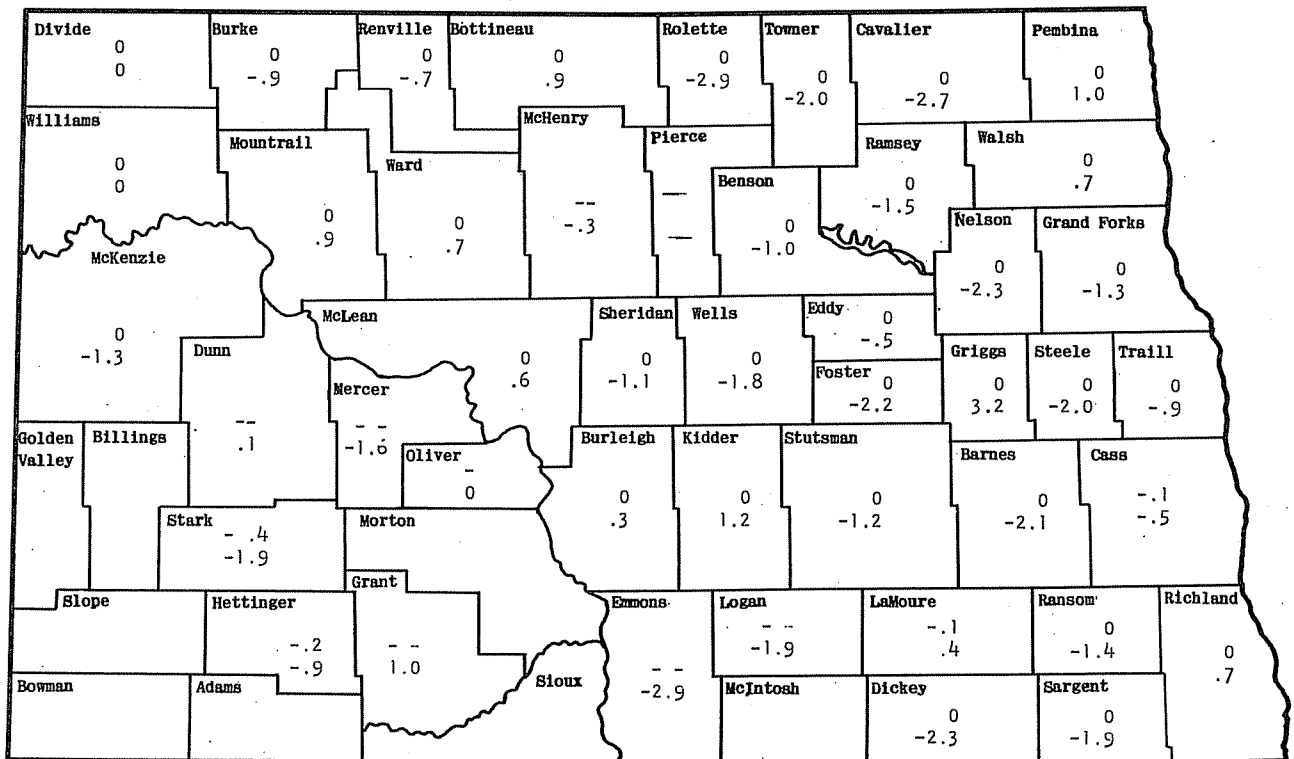 Divide
0
0
Burke
0
-.9
Renville
0
-.7
Bottineau
0
.9
Rolette
0
-2.9
Towner
0
-2.0
Cavalier
0
-2.7
Pembina
0
1.0
Williams
0
0
Mountrail
0
.9
Ward
0
.7
McHenry
--
-.3
Pierce
—
—
Benson
0
-1.0
Ramsey
0
-1.5
Walsh
0
.7
Nelson
0
-2.3
Grand Forks
0
-1.3
McKenzie
0
-1.3
Dunn
--
.1
McLean
0
.6
Mercer
--
-1.6
Oliver
-
0
Sheridan
0
-1.1
Wells
0
-1.8
Eddy
0
-.5
Foster
0
-2.2
Griggs
0
3.2
Steele
0
-2.0
Traill
0
-.9
Golden
Valley
Billings
Stark
- .4
-1.9
Morton
Burleigh
0
.3
Kidder
0
1.2
Stutsman
0
-1.2
Barnes
0
-2.1
Cass
-.1
-.5
Slope
Hettinger
-.2
-.9
Grant
--
1.0
Sioux
Emmons
--
-2.9
Logan
--
-1.9
LaMoure
-.1
.4
Ransom
0
-1.4
Richland
0
.7
Bowman
Adams
McIntosh
Dickey
0
-2.3
Sargent
0
-1.9